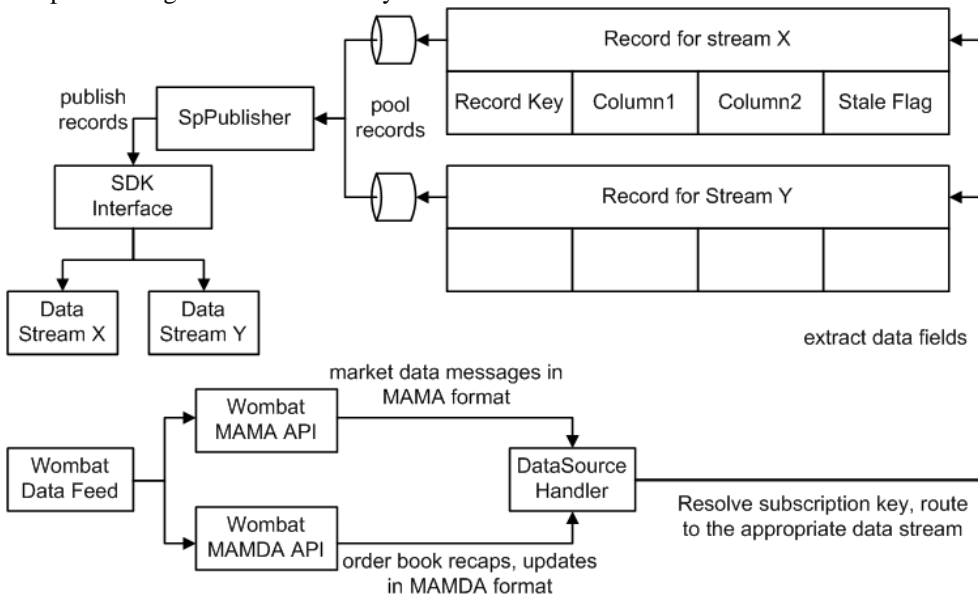 Record for stream X
Record Key
Column1
Column2
Stale Flag
publish
records
SpPublisher
pool
records
SDK
Interface
Record for Stream Y
Data
Stream X
Data
Stream Y
extract data fields
market data messages in
MAMA format
Wombat
MAMA API
Wombat
Data Feed
DataSource
Handler
Resolve subscription key, route
to the appropriate data stream
Wombat
MAMDA API
order book recaps, updates
in MAMDA format